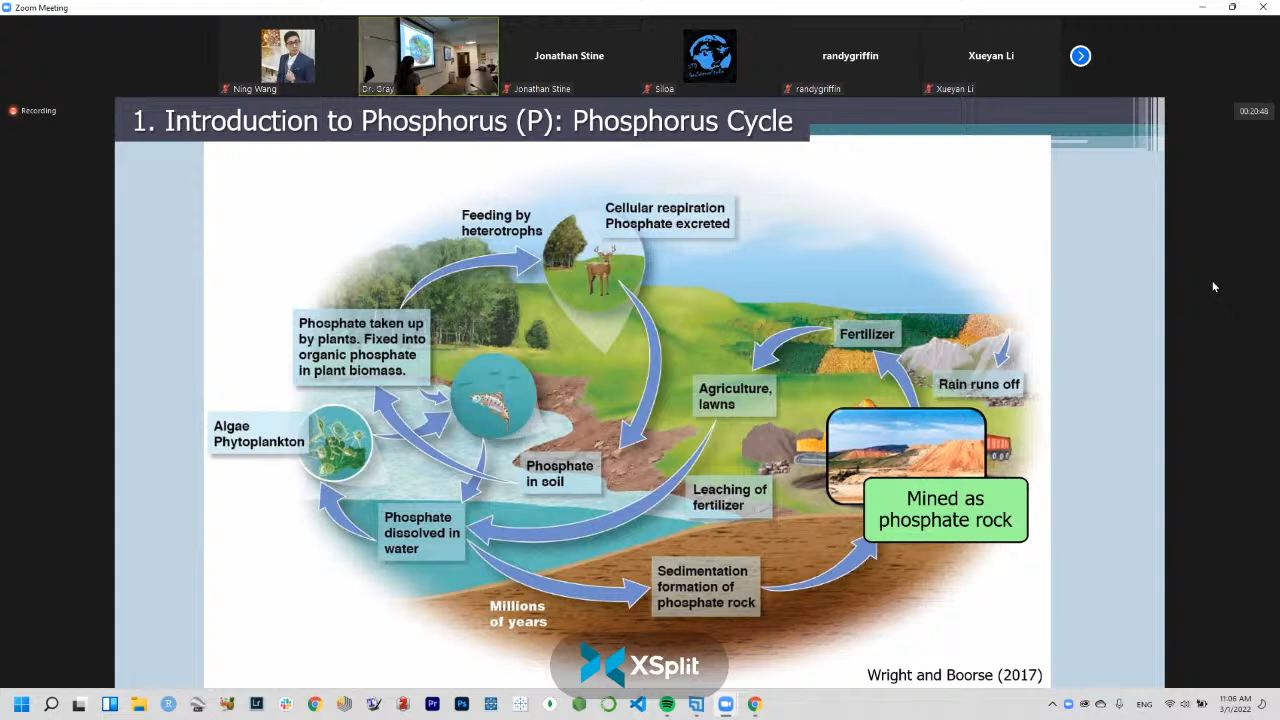 Zoom Meeting
Jonathan Stine
randygriffin
Xueyan Li
Ning Wang
Dr. Gray
Jonathan Stine
Siloa
randygriffin
Xueyan Li
Recording
00:20:48
1. Introduction to Phosphorus (P): Phosphorus Cycle
Feeding by
heterotrophs
Cellular respiration
Phosphate excreted
Phosphate taken up
by plants. Fixed into
organic phosphate
in plant biomass.
Fertilizer
Rain runs off
Agriculture,
lawns
Algae
Phytoplankton
Phosphate
in soil
Leaching of
fertilizer
Mined as
phosphate rock
Phosphate
dissolved in
water
Sedimentation
formation of
phosphate rock
Millions
of years
XSplit
Wright and Boorse (2017)
ENG
11:06 AM
3/1/2022